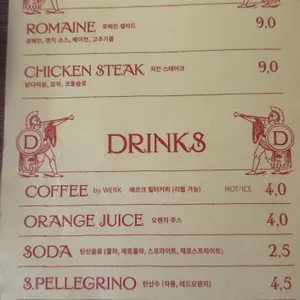 ROMAINE 로메인 샐러드 9,0
로메인, 랜치 소스, 베이컨, 고추기름
CHICKEN STEAK 치킨 스테이크 9,0
닭다리살, 감자, 코울슬로
D DRINKS D
COFFEE by WERK 베르크 필터커피 (리필 가능) HOT/ICE 4,0
ORANGE JUICE 오렌지 주스 4,0
SODA 탄산음료 (콜라, 제로콜라, 스프라이트, 제로스프라이트) 2,5
S.PELLEGRINO 탄산수 (자몽, 레드오렌지) 4,5